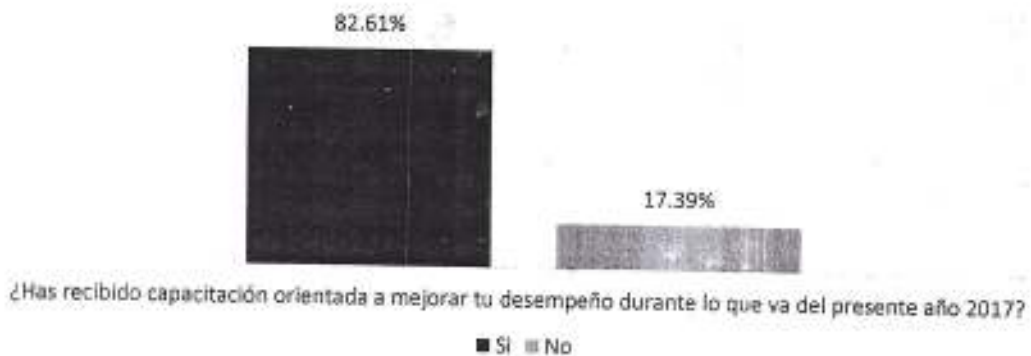 82.61%
17.39%
¿Has recibido capacitación orientada a mejorar tu desempeño durante lo que va del presente año 2017?
Si No